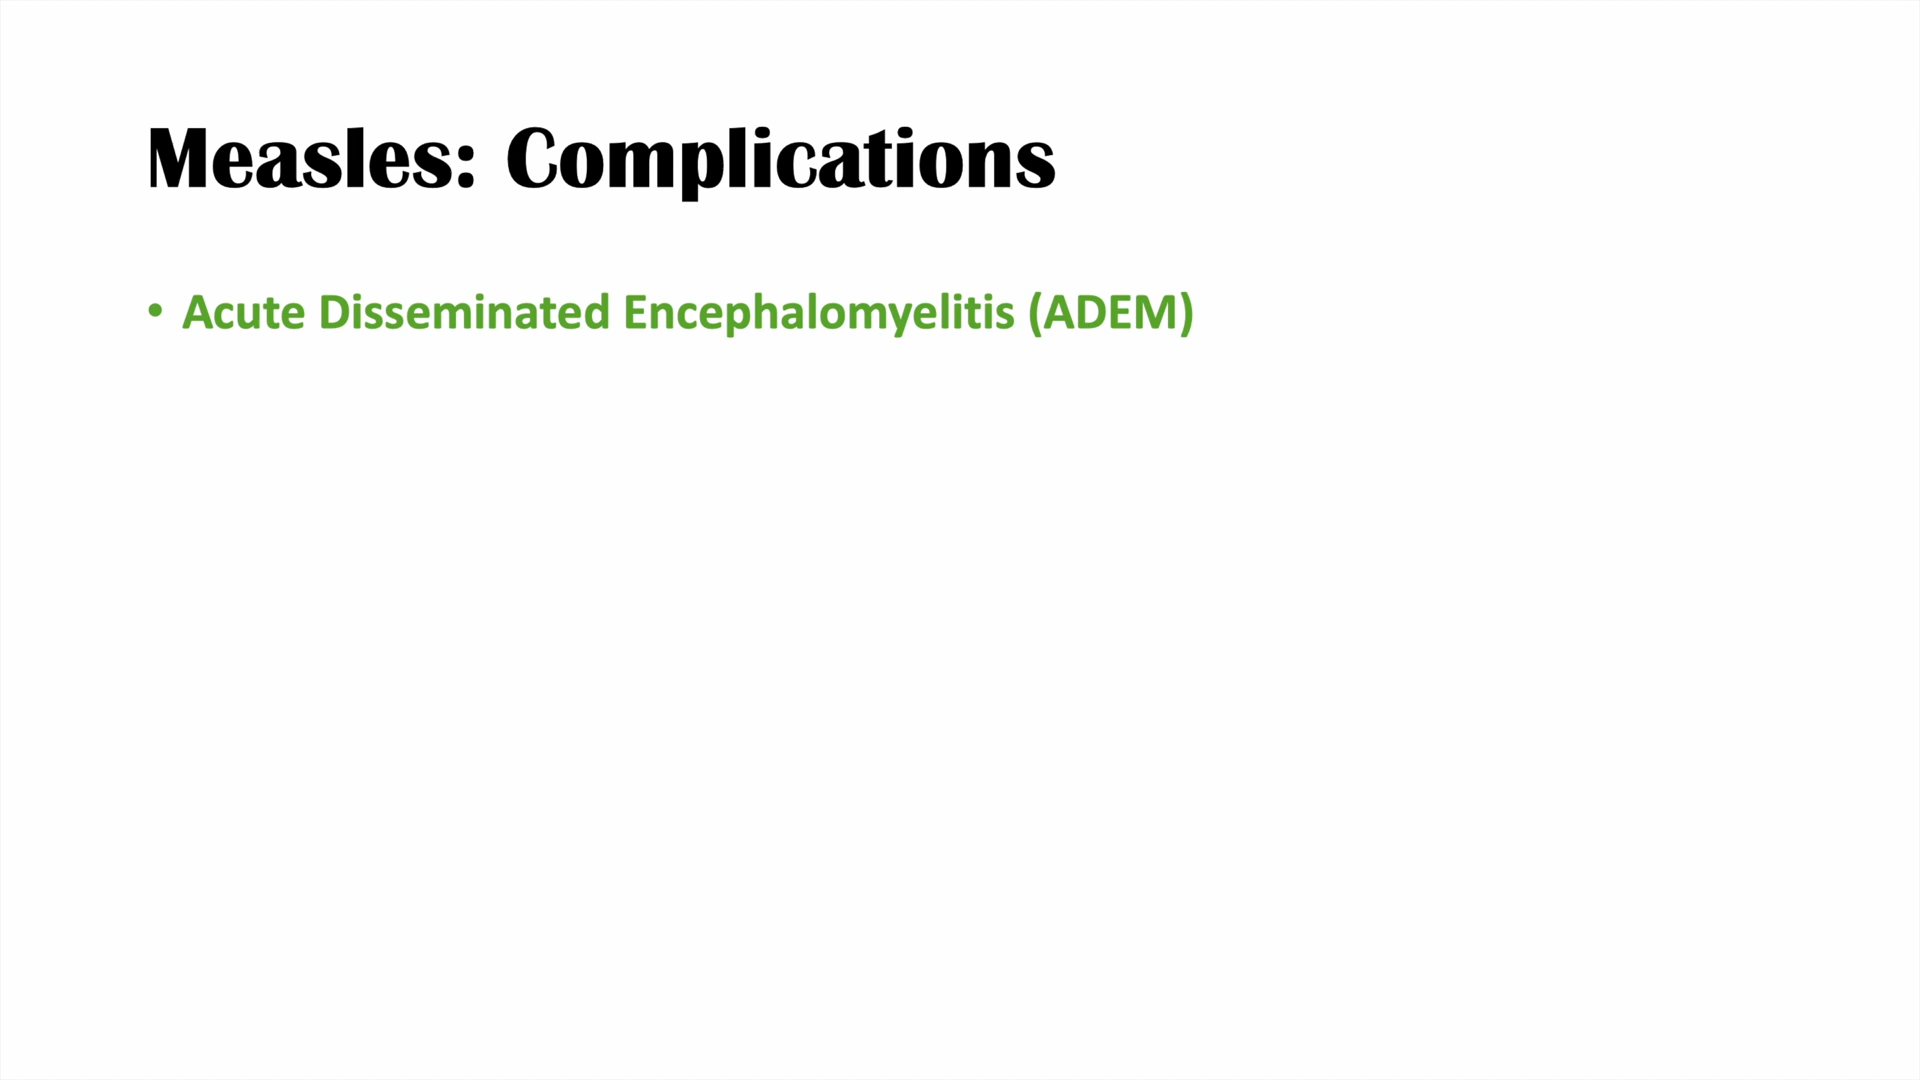 Measles: Complications
• Acute Disseminated Encephalomyelitis (ADEM)